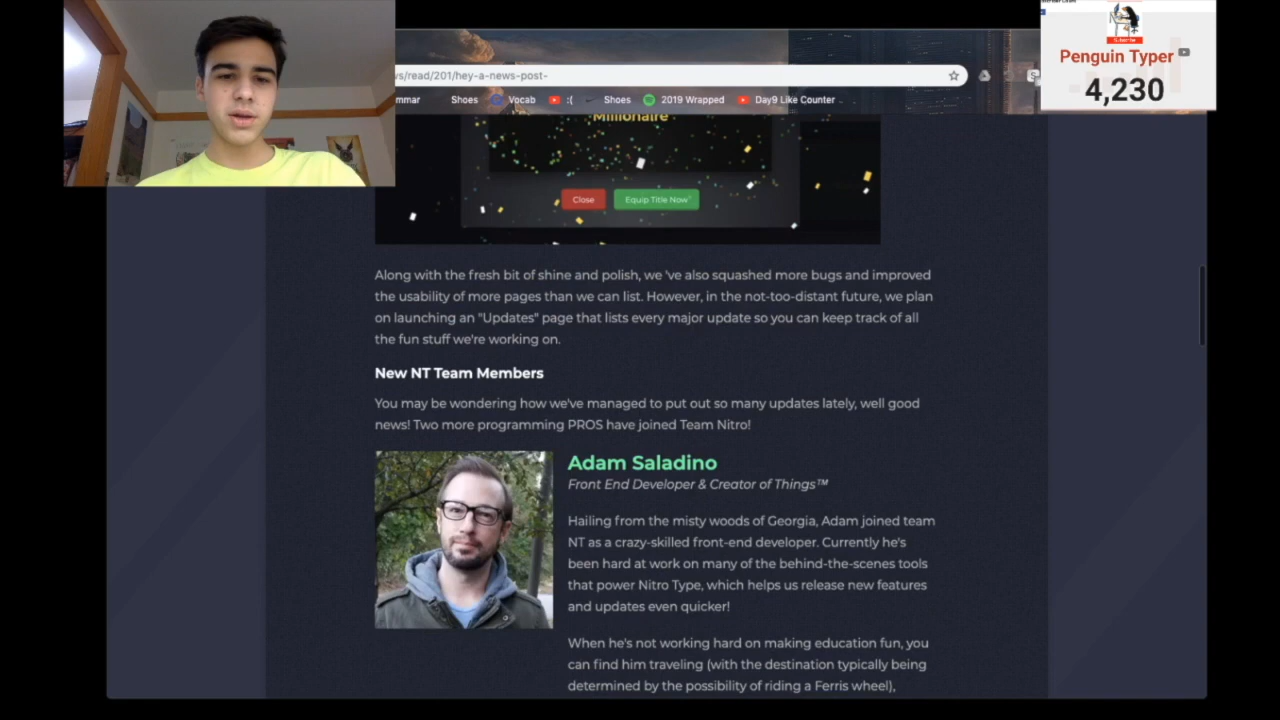 Penguin Typer
4,230
vs/read/201/hey-a-news-post-
mmar Shoes Vocab :( Shoes 2019 Wrapped Day9 Like Counter
Millionaire
Close Equip Title Now
Along with the fresh bit of shine and polish, we 've also squashed more bugs and improved
the usability of more pages than we can list. However, in the not-too-distant future, we plan
on launching an "Updates" page that lists every major update so you can keep track of all
the fun stuff we're working on.
New NT Team Members
You may be wondering how we've managed to put out so many updates lately, well good
news! Two more programming PROS have joined Team Nitro!
Adam Saladino
Front End Developer & Creator of Things™
Hailing from the misty woods of Georgia, Adam joined team
NT as a crazy-skilled front-end developer. Currently he's
been hard at work on many of the behind-the-scenes tools
that power Nitro Type, which helps us release new features
and updates even quicker!
When he's not working hard on making education fun, you
can find him traveling (with the destination typically being
determined by the possibility of riding a Ferris wheel),